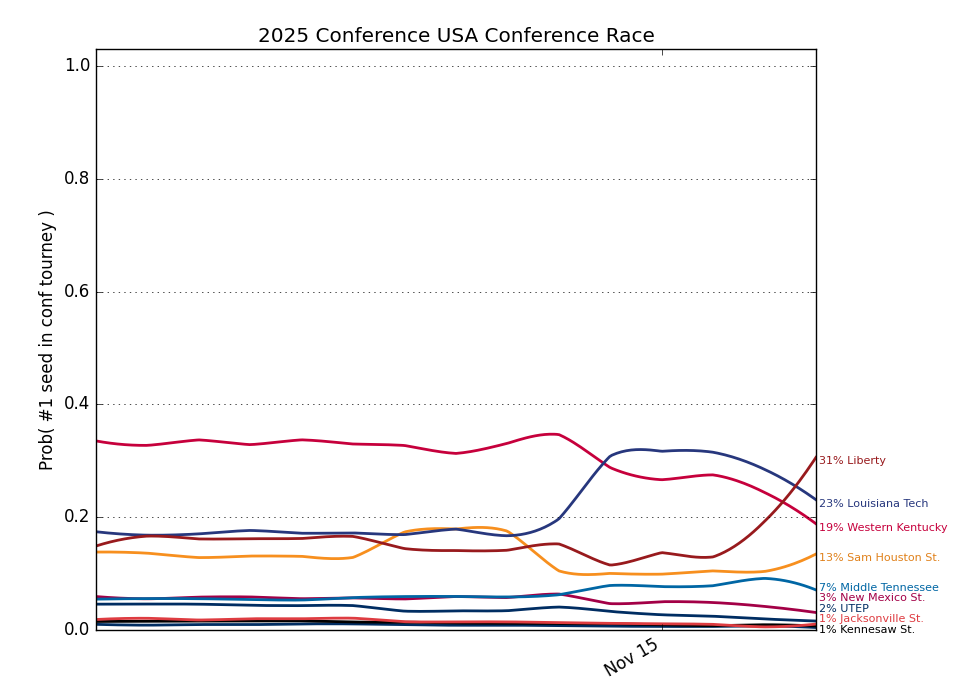 2025 Conference USA Conference Race
Prob( #1 seed in conf tourney )
1.0
0.8
0.6
0.4
0.2
0.0
Nov 15
31% Liberty
23% Louisiana Tech
19% Western Kentucky
13% Sam Houston St.
7% Middle Tennessee
3% New Mexico St.
2% UTEP
1% Jacksonville St.
1% Kennesaw St.